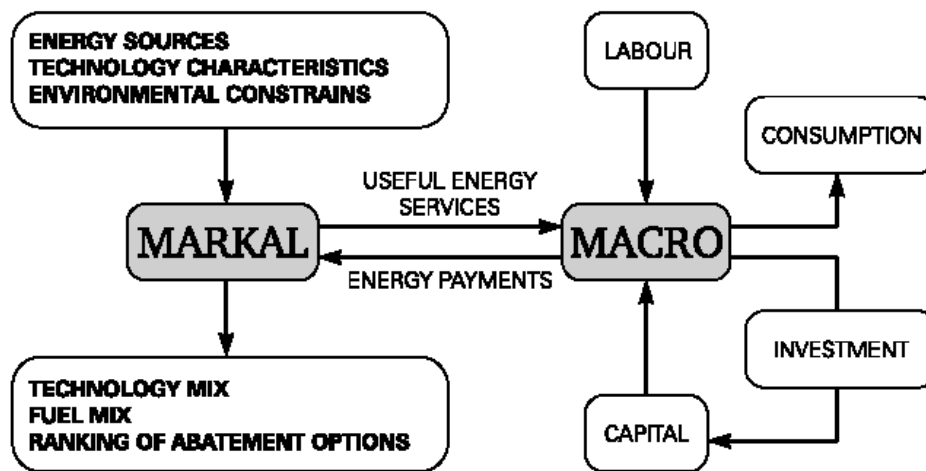 ENERGY SOURCES
TECHNOLOGY CHARACTERISTICS
ENVIRONMENTAL CONSTRAINS
LABOUR
CONSUMPTION
USEFUL ENERGY
SERVICES
MARKAL
MACRO
ENERGY PAYMENTS
INVESTMENT
TECHNOLOGY MIX
FUEL MIX
RANKING OF ABATEMENT OPTIONS
CAPITAL